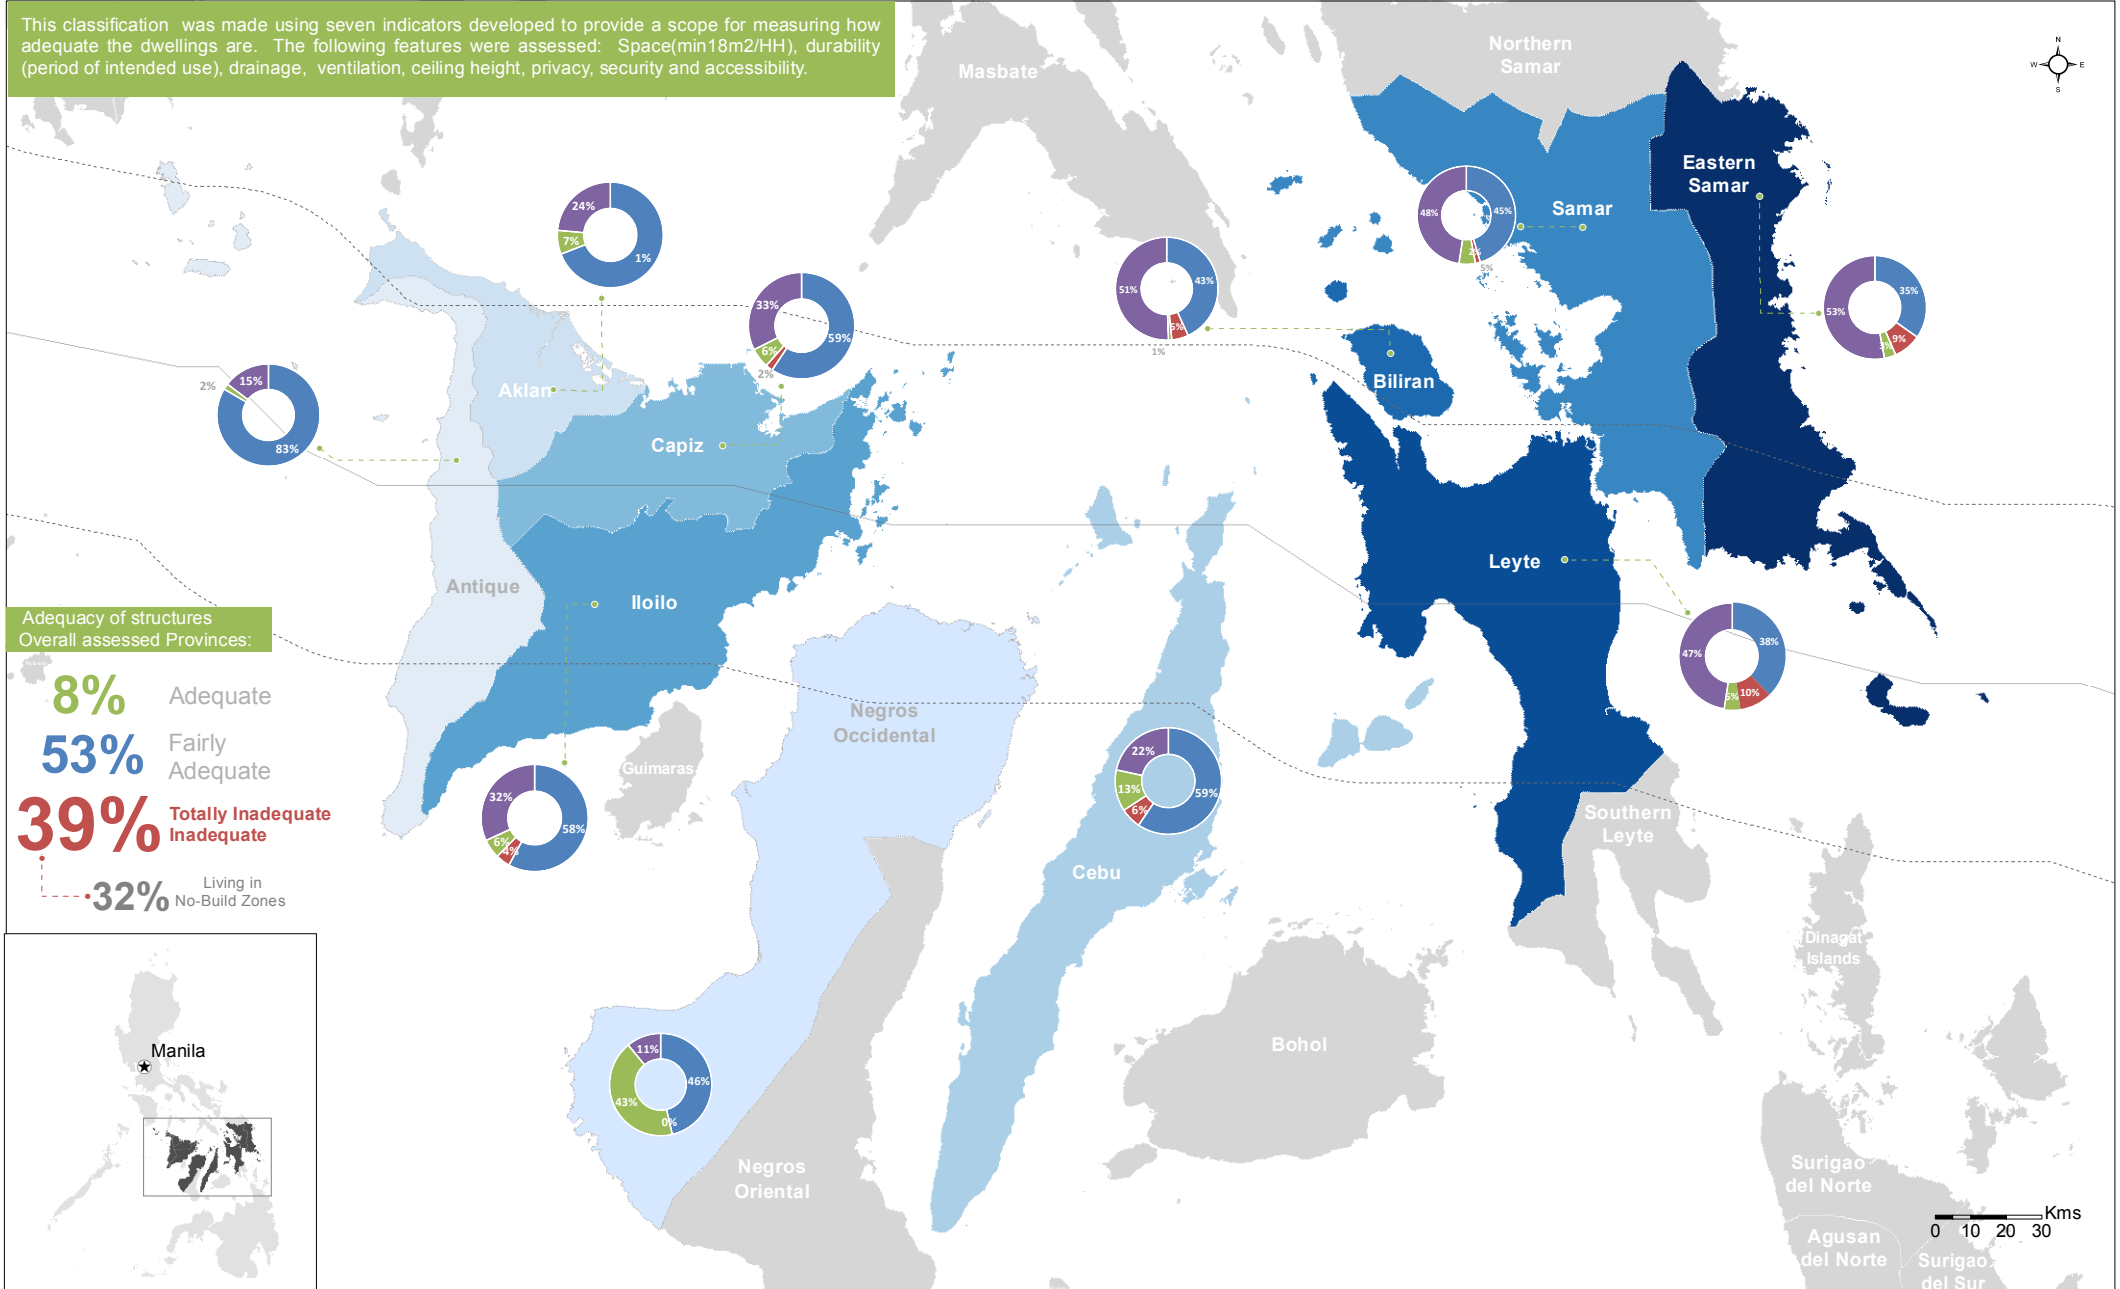 This classification was made using seven indicators developed to provide a scope for measuring how
adequate the dwellings are. The following features were assessed: Space(min18m2/HH), durability
(period of intended use), drainage, ventilation, ceiling height, privacy, security and accessibility.
Masbate
Northern
Samar
N
W E
S
Eastern
Samar
Samar
24%
7%
1%
48%
45%
2%
5%
33%
59%
6%
2%
51%
43%
5%
1%
53%
35%
9%
3%
Biliran
15%
2%
83%
Aklan
Capiz
Antique
Iloilo
Leyte
47%
38%
5%
10%
Adequacy of structures
Overall assessed Provinces:
8% Adequate
53% Fairly
Adequate
39% Totally Inadequate
Inadequate
32% Living in
No-Build Zones
Negros
Occidental
Guimaras
32%
58%
6%
4%
22%
13%
59%
6%
Cebu
Southern
Leyte
Dinagat
Islands
Bohol
11%
46%
43%
0%
Negros
Oriental
Manila
Surigao
del Norte
Kms
0 10 20 30
Agusan
del Norte
Surigao
del Sur